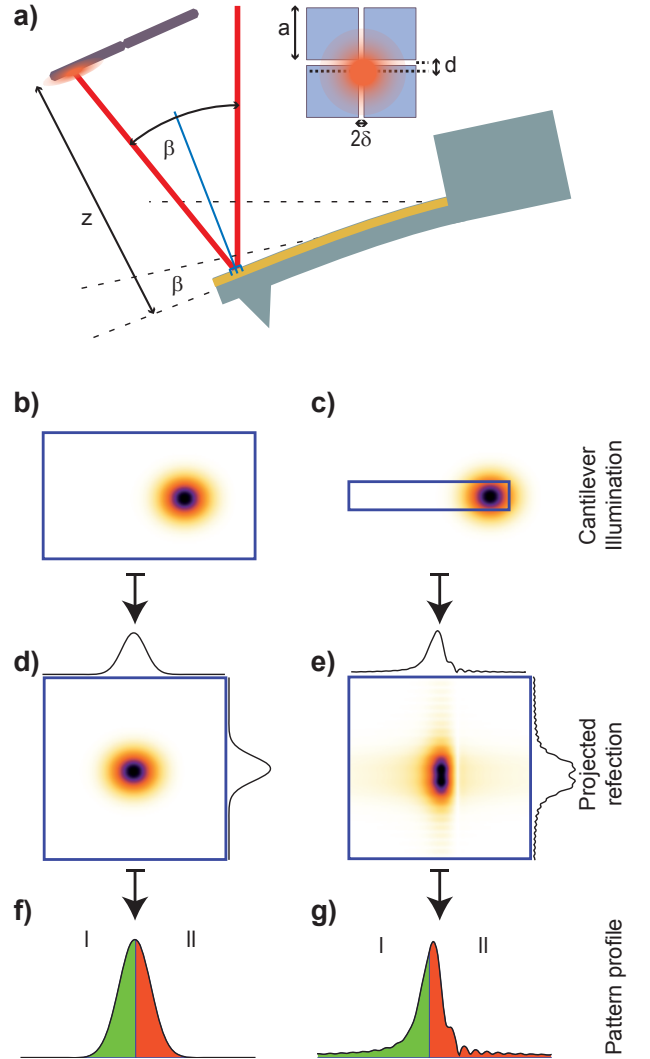 a)
a
d
2δ
β
z
β
b)
c)
Cantilever
Illumination
d)
e)
Projected
refection
f)
g)
I
II
I
II
Pattern profile